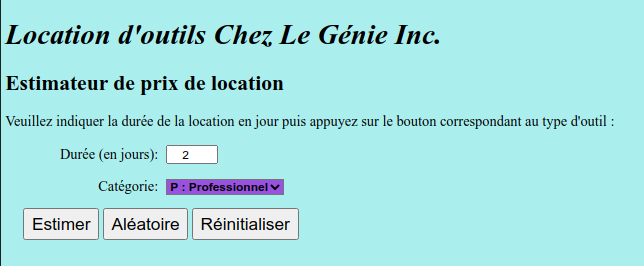 Location d'outils Chez Le Génie Inc.
Estimateur de prix de location
Veuillez indiquer la durée de la location en jour puis appuyez sur le bouton correspondant au type d'outil :
Durée (en jours): 2
Catégorie: P : Professionnel
Estimer Aléatoire Réinitialiser